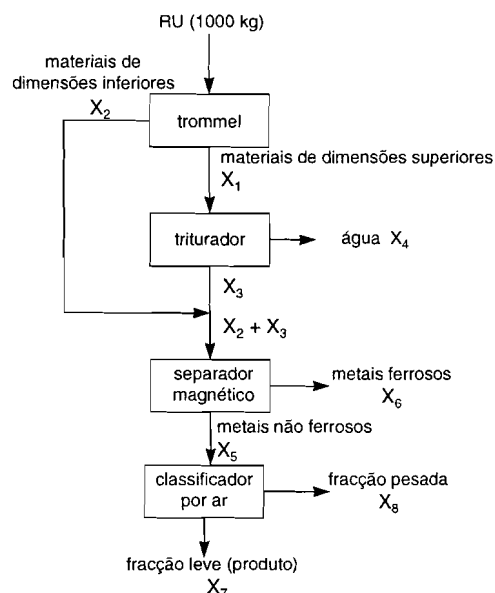 RU (1000 kg)
materiais de
dimensões inferiores
X2
trommel
materiais de dimensões superiores
X1
triturador
água X4
X3
X2 + X3
separador
magnético
metais ferrosos
X6
metais não ferrosos
X5
classificador
por ar
fracção pesada
X8
fracção leve (produto)
X7